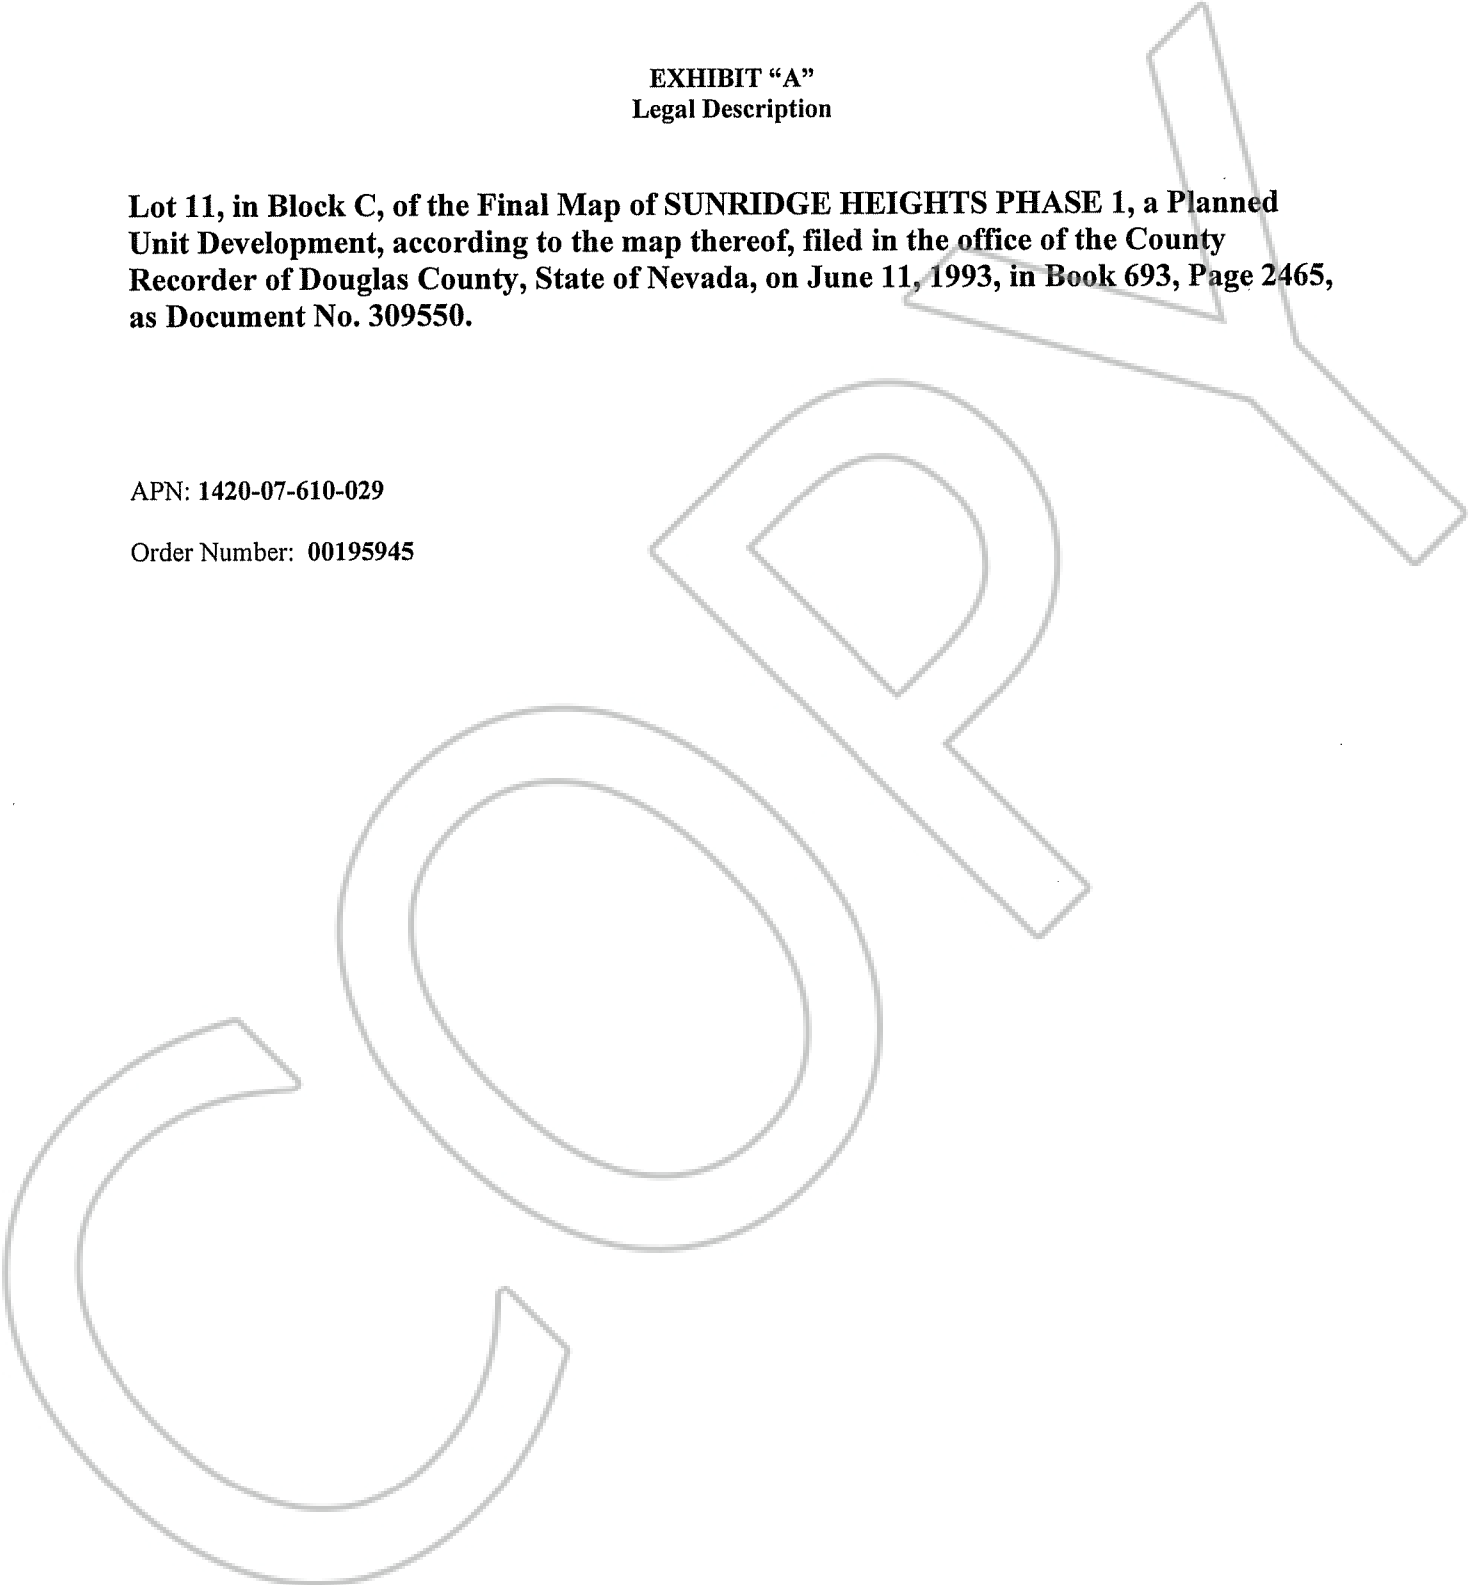 EXHIBIT “A”
Legal Description
Lot 11, in Block C, of the Final Map of SUNRIDGE HEIGHTS PHASE 1, a Planned
Unit Development, according to the map thereof, filed in the office of the County
Recorder of Douglas County, State of Nevada, on June 11, 1993, in Book 693, Page 2465,
as Document No. 309550.
APN: 1420-07-610-029
Order Number: 00195945
COPY